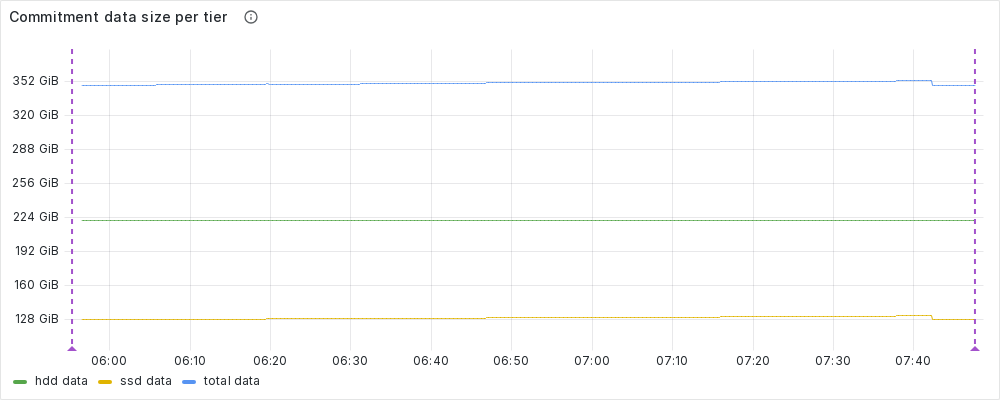 Commitment data size per tier
352 GiB
320 GiB
288 GiB
256 GiB
224 GiB
192 GiB
160 GiB
128 GiB
06:00 06:10 06:20 06:30 06:40 06:50 07:00 07:10 07:20 07:30 07:40
hdd data ssd data total data